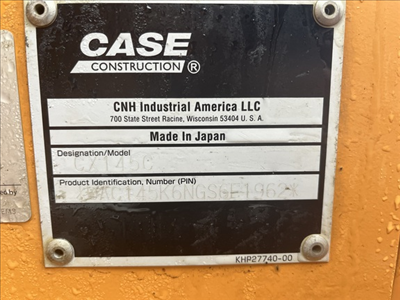 CASE
CONSTRUCTION ®
CNH Industrial America LLC
700 State Street Racine, Wisconsin 53404 U. S. A.
Made In Japan
Designation/Model
CX145C
Product Identification, Number (PIN)
KHP27740-00